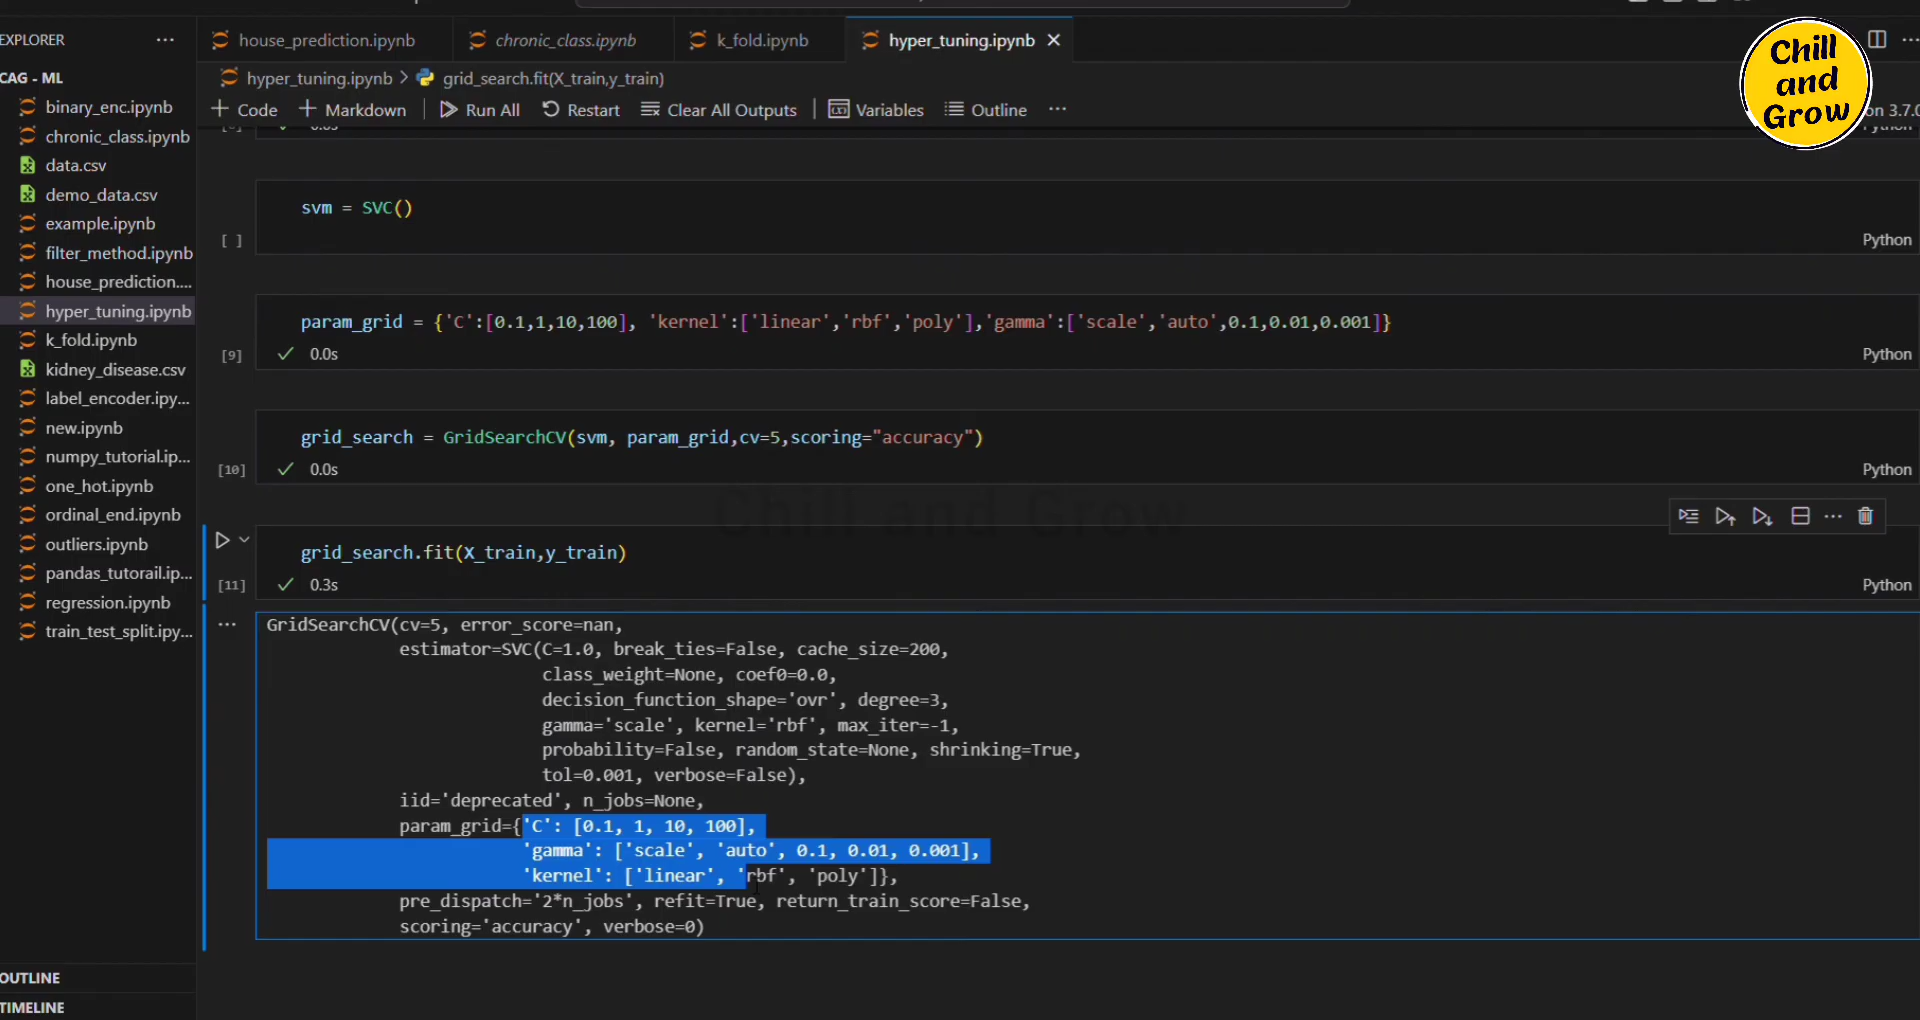 EXPLORER
...
house_prediction.ipynb
chronic_class.ipynb
k_fold.ipynb
hyper_tuning.ipynb
Chill
and
Grow
CAG - ML
hyper_tuning.ipynb > grid_search.fit(X_train,y_train)
+ Code + Markdown Run All Restart Clear All Outputs Variables Outline ...
on 3.7.0
binary_enc.ipynb
chronic_class.ipynb
data.csv
demo_data.csv
example.ipynb
filter_method.ipynb
house_prediction....
hyper_tuning.ipynb
k_fold.ipynb
kidney_disease.csv
label_encoder.ipy...
new.ipynb
numpy_tutorial.ip...
one_hot.ipynb
ordinal_end.ipynb
outliers.ipynb
pandas_tutorail.ip...
regression.ipynb
train_test_split.ipy...
OUTLINE
TIMELINE
svm = SVC()
[ ]
Python
param_grid = {'C':[0.1,1,10,100], 'kernel':['linear','rbf','poly'],'gamma':['scale','auto',0.1,0.01,0.001]}
[9] 0.0s
Python
grid_search = GridSearchCV(svm, param_grid,cv=5,scoring="accuracy")
[10] 0.0s
Python
Chill and Grow
grid_search.fit(X_train,y_train)
[11] 0.3s
Python
... GridSearchCV(cv=5, error_score=nan,
estimator=SVC(C=1.0, break_ties=False, cache_size=200,
class_weight=None, coef0=0.0,
decision_function_shape='ovr', degree=3,
gamma='scale', kernel='rbf', max_iter=-1,
probability=False, random_state=None, shrinking=True,
tol=0.001, verbose=False),
iid='deprecated', n_jobs=None,
param_grid={'C': [0.1, 1, 10, 100],
'gamma': ['scale', 'auto', 0.1, 0.01, 0.001],
'kernel': ['linear', 'rbf', 'poly']},
pre_dispatch='2*n_jobs', refit=True, return_train_score=False,
scoring='accuracy', verbose=0)